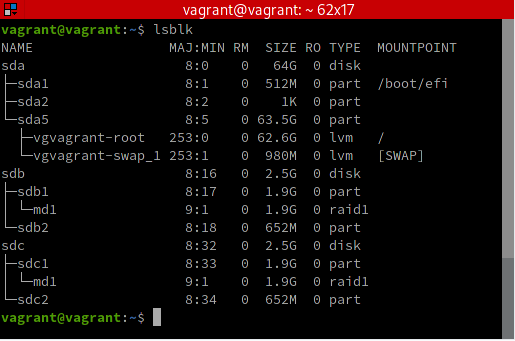 vagrant@vagrant: ~ 62x17
vagrant@vagrant:~$ lsblk
NAME                 MAJ:MIN RM  SIZE RO TYPE  MOUNTPOINT
sda                    8:0    0   64G  0 disk
├─sda1                 8:1    0  512M  0 part  /boot/efi
├─sda2                 8:2    0    1K  0 part
└─sda5                 8:5    0 63.5G  0 part
  ├─vgvagrant-root   253:0    0 62.6G  0 lvm   /
  └─vgvagrant-swap_1 253:1    0  980M  0 lvm   [SWAP]
sdb                    8:16   0  2.5G  0 disk
├─sdb1                 8:17   0  1.9G  0 part
│ └─md1                9:1    0  1.9G  0 raid1
└─sdb2                 8:18   0  652M  0 part
sdc                    8:32   0  2.5G  0 disk
├─sdc1                 8:33   0  1.9G  0 part
│ └─md1                9:1    0  1.9G  0 raid1
└─sdc2                 8:34   0  652M  0 part
vagrant@vagrant:~$